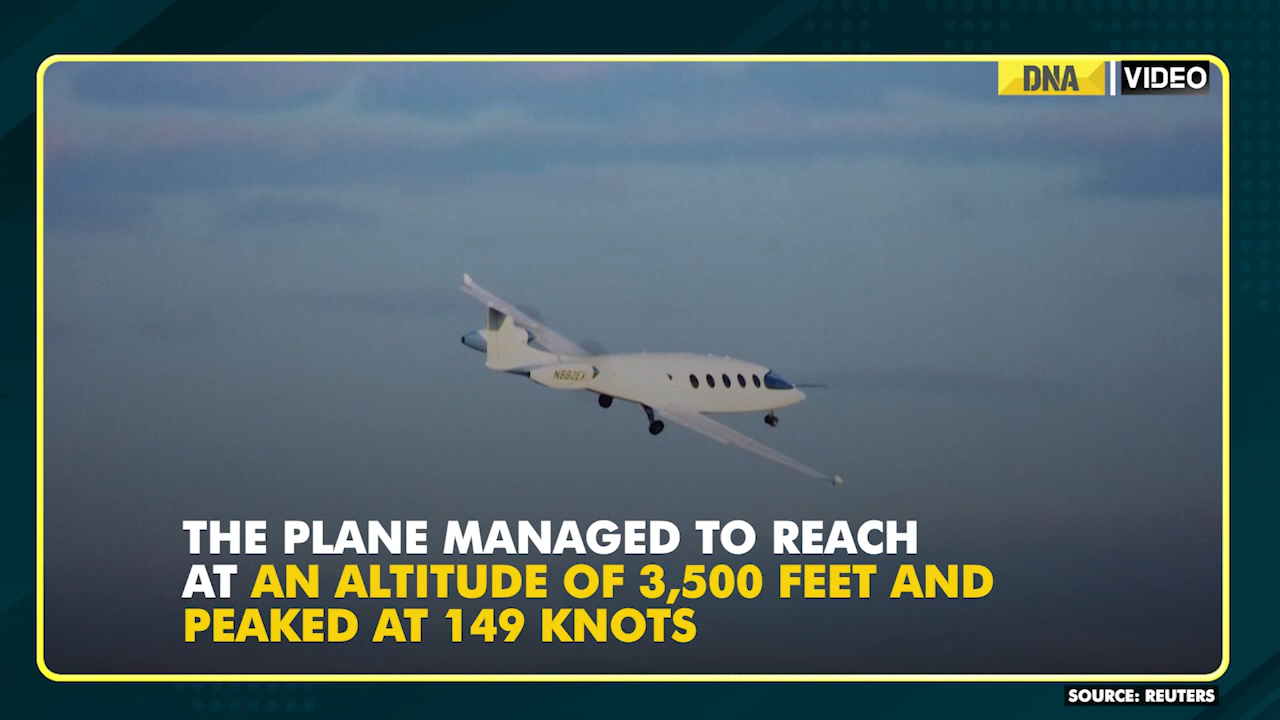 DNA VIDEO
N882EV
THE PLANE MANAGED TO REACH
AT AN ALTITUDE OF 3,500 FEET AND
PEAKED AT 149 KNOTS
SOURCE: REUTERS